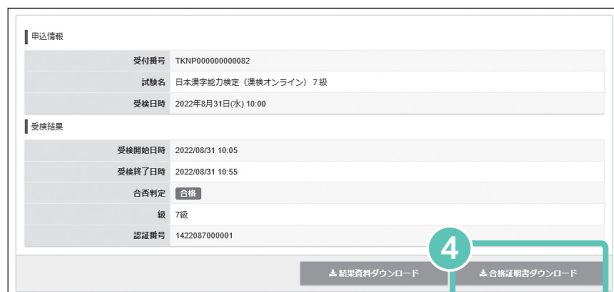 申込情報
受付番号 TKNP000000000082
試験名 日本漢字能力検定（漢検オンライン）７級
受検日時 2022年8月31日(水) 10:00
受検結果
受検開始日時 2022/08/31 10:05
受検終了日時 2022/08/31 10:55
合否判定 合格
級 7級
認証番号 1422087000001
4
結果資料ダウンロード 合格証明書ダウンロード